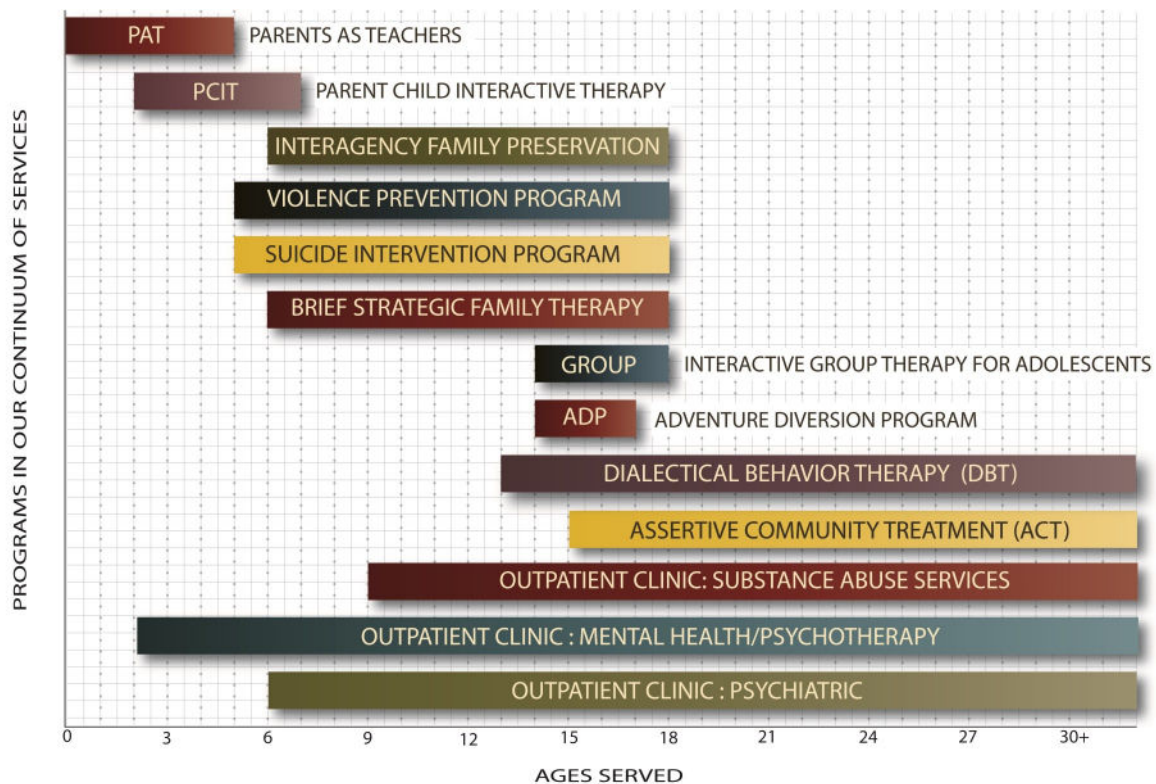 PROGRAMS IN OUR CONTINUUM OF SERVICES
PAT PARENTS AS TEACHERS
PCIT PARENT CHILD INTERACTIVE THERAPY
INTERAGENCY FAMILY PRESERVATION
VIOLENCE PREVENTION PROGRAM
SUICIDE INTERVENTION PROGRAM
BRIEF STRATEGIC FAMILY THERAPY
GROUP INTERACTIVE GROUP THERAPY FOR ADOLESCENTS
ADP ADVENTURE DIVERSION PROGRAM
DIALECTICAL BEHAVIOR THERAPY (DBT)
ASSERTIVE COMMUNITY TREATMENT (ACT)
OUTPATIENT CLINIC: SUBSTANCE ABUSE SERVICES
OUTPATIENT CLINIC : MENTAL HEALTH/PSYCHOTHERAPY
OUTPATIENT CLINIC : PSYCHIATRIC
0 3 6 9 12 15 18 21 24 27 30+
AGES SERVED